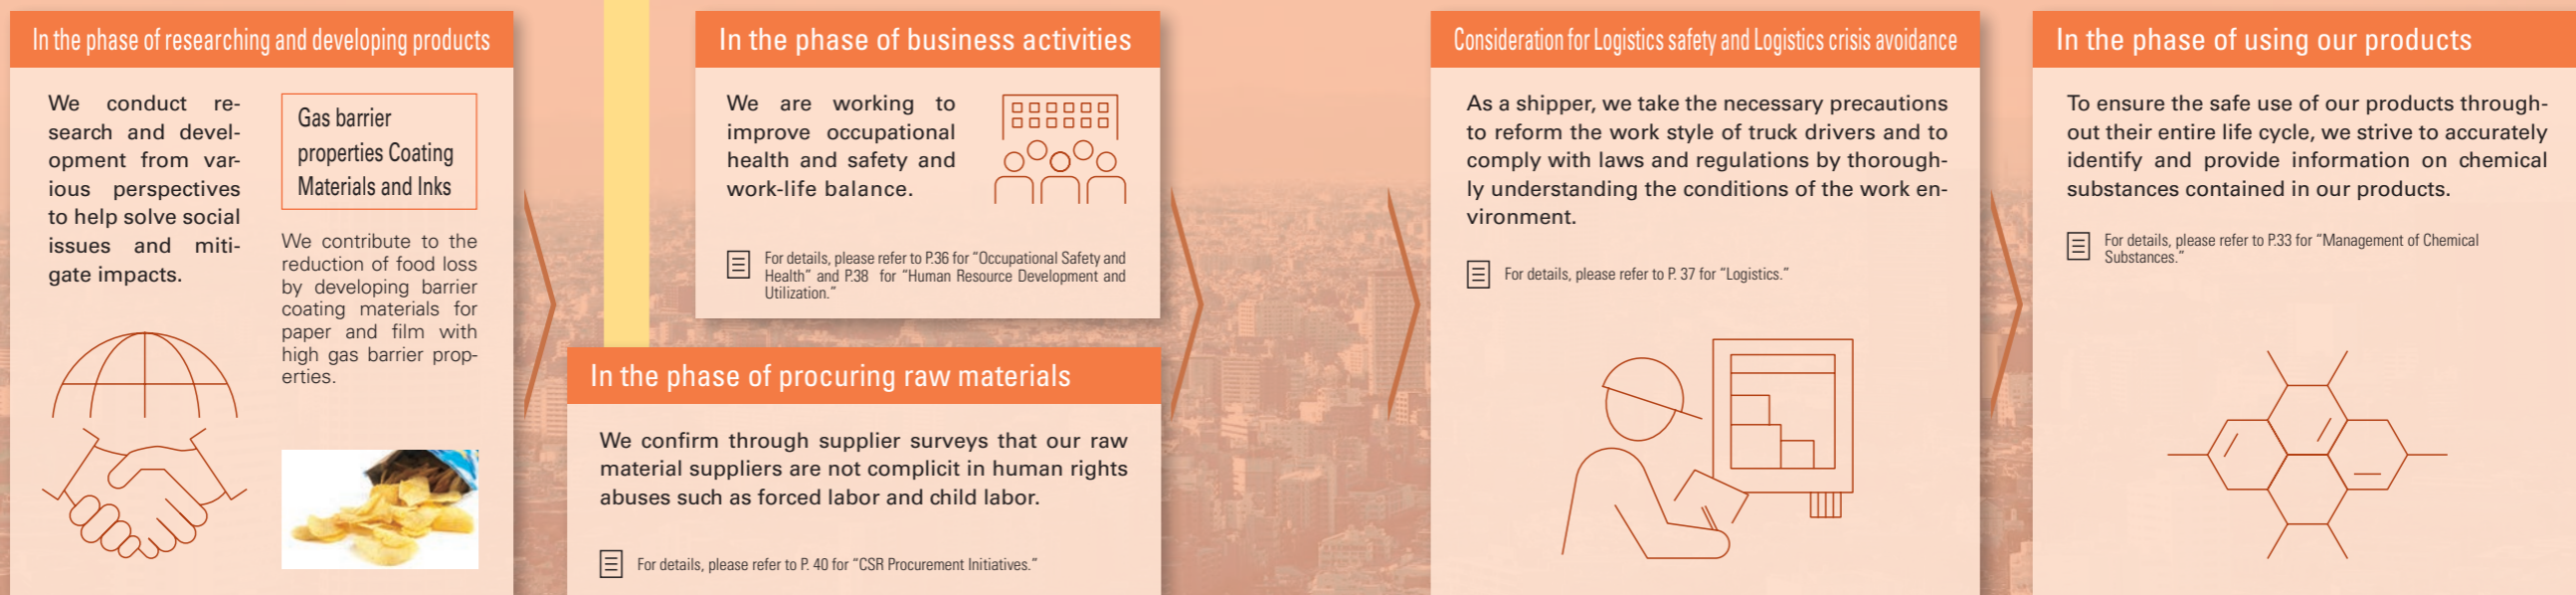 In the phase of researching and developing products
We conduct re-
search and devel-
opment from var-
ious perspectives
to help solve social
issues and miti-
gate impacts.
Gas barrier
properties Coating
Materials and Inks
We contribute to the
reduction of food loss
by developing barrier
coating materials for
paper and film with
high gas barrier prop-
erties.
In the phase of business activities
We are working to
improve occupational
health and safety and
work-life balance.
For details, please refer to P.36 for “Occupational Safety and
Health” and P.38 for “Human Resource Development and
Utilization.”
In the phase of procuring raw materials
We confirm through supplier surveys that our raw
material suppliers are not complicit in human rights
abuses such as forced labor and child labor.
For details, please refer to P. 40 for “CSR Procurement Initiatives.”
Consideration for Logistics safety and Logistics crisis avoidance
As a shipper, we take the necessary precautions
to reform the work style of truck drivers and to
comply with laws and regulations by thorough-
ly understanding the conditions of the work en-
vironment.
For details, please refer to P. 37 for “Logistics.”
In the phase of using our products
To ensure the safe use of our products through-
out their entire life cycle, we strive to accurately
identify and provide information on chemical
substances contained in our products.
For details, please refer to P.33 for “Management of Chemical
Substances.”